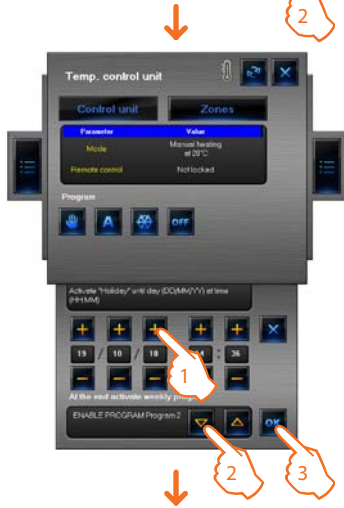 2
Temp. control unit
Control unit Zones
Parameter Value
Mode Manual heating
at 28°C
Remote control Not locked
Program
A OFF
Activate "Holiday" until day (DD/MM/YY) at time
(HH:MM)
+ + + + +
19 / 10 / 18 : 36
1
At the end activate weekly
ENABLE PROGRAM Program 2 OK
2 3